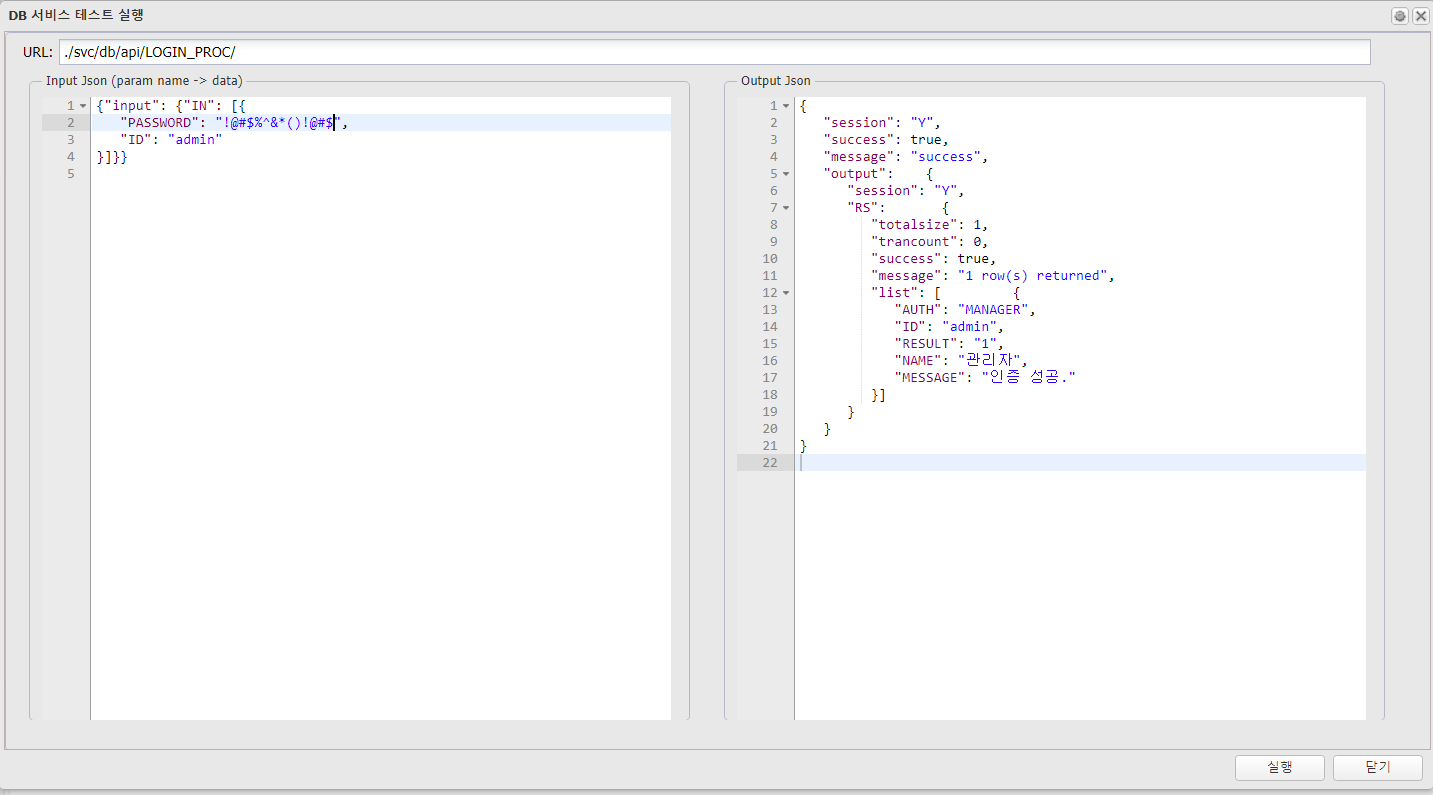 DB 서비스 테스트 실행
URL: ./svc/db/api/LOGIN_PROC/
Input Json (param name -> data)
1 {"input": {"IN": [{
2 "PASSWORD": "!@#$%^&*()!@#$",
3 "ID": "admin"
4 }]}}
5
Output Json
1 {
2 "session": "Y",
3 "success": true,
4 "message": "success",
5 "output": {
6 "session": "Y",
7 "RS": {
8 "totalsize": 1,
9 "trancount": 0,
10 "success": true,
11 "message": "1 row(s) returned",
12 "list": [ {
13 "AUTH": "MANAGER",
14 "ID": "admin",
15 "RESULT": "1",
16 "NAME": "관리자",
17 "MESSAGE": "인증 성공."
18 }]
19 }
20 }
21 }
22
실행 닫기